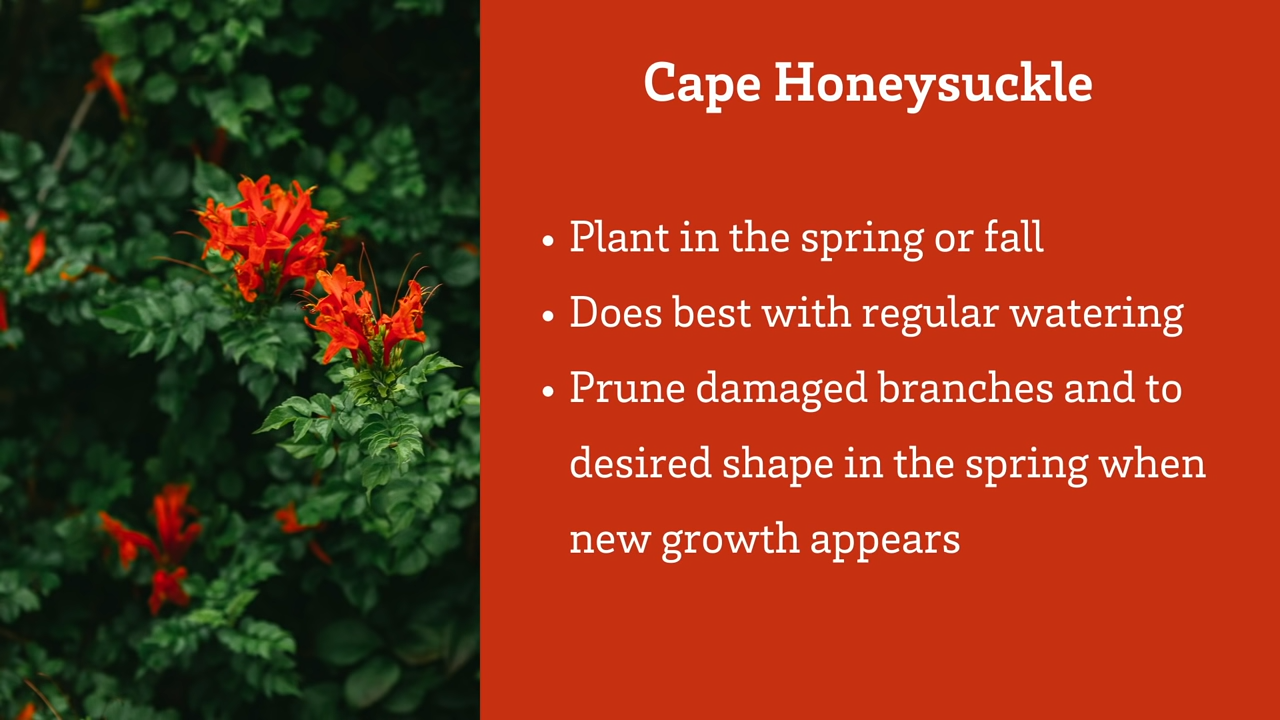 Cape Honeysuckle
• Plant in the spring or fall
• Does best with regular watering
• Prune damaged branches and to
desired shape in the spring when
new growth appears